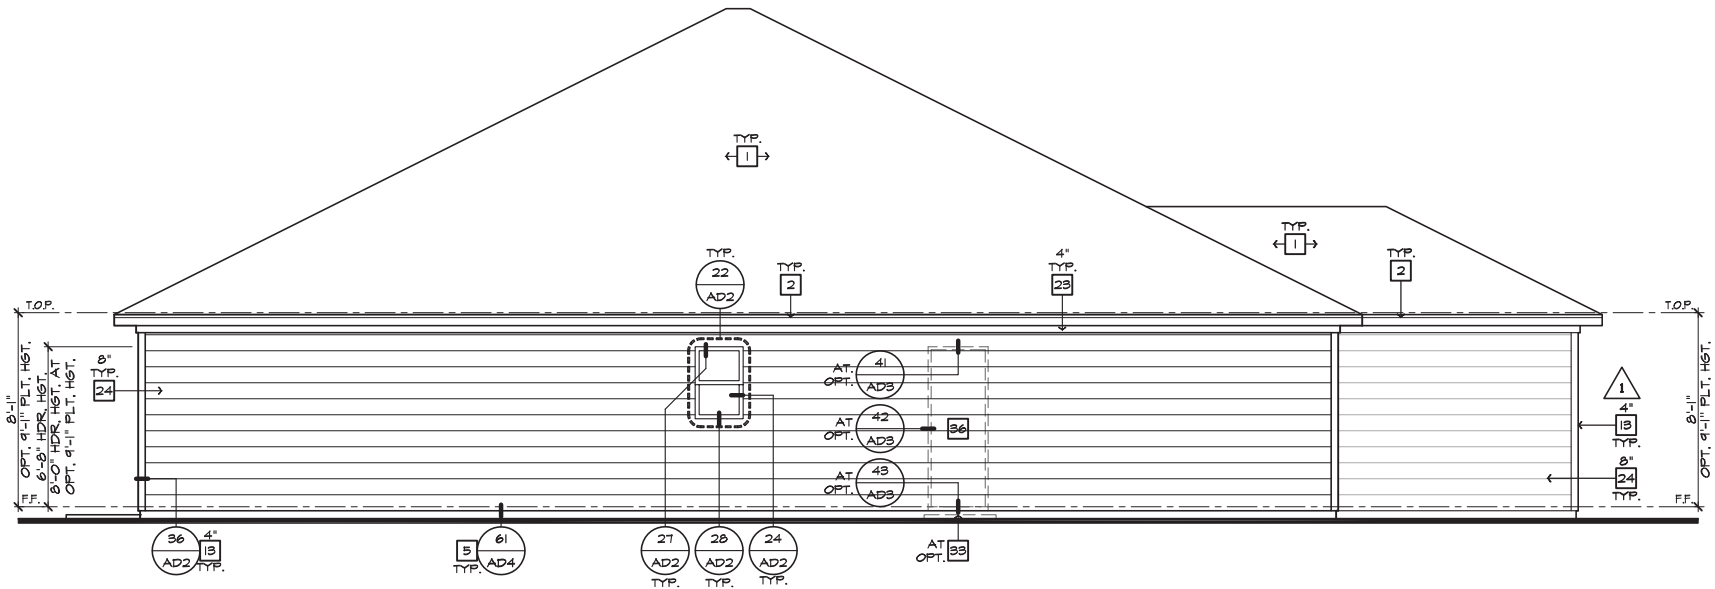 TYP.
1
TYP.
1
TYP.
22
AD2
TYP.
2
4"
TYP.
23
TYP.
2
T.O.P.
T.O.P.
8'-1"
OPT. 9'-1" PLT. HGT.
6'-8" HDR. HGT.
8'-0" HDR. HGT. AT
OPT. 9'-1" PLT. HGT.
8"
TYP.
24
AT.
OPT.
41
AD3
AT
OPT.
42
AD3
36
AT
OPT.
43
AD3
1
4"
13
TYP.
8"
24
TYP.
8'-1"
OPT. 9'-1" PLT. HGT.
F.F.
F.F.
36
AD2
4"
13
TYP.
5
TYP.
61
AD4
27
AD2
TYP.
28
AD2
TYP.
24
AD2
TYP.
AT
OPT.
33